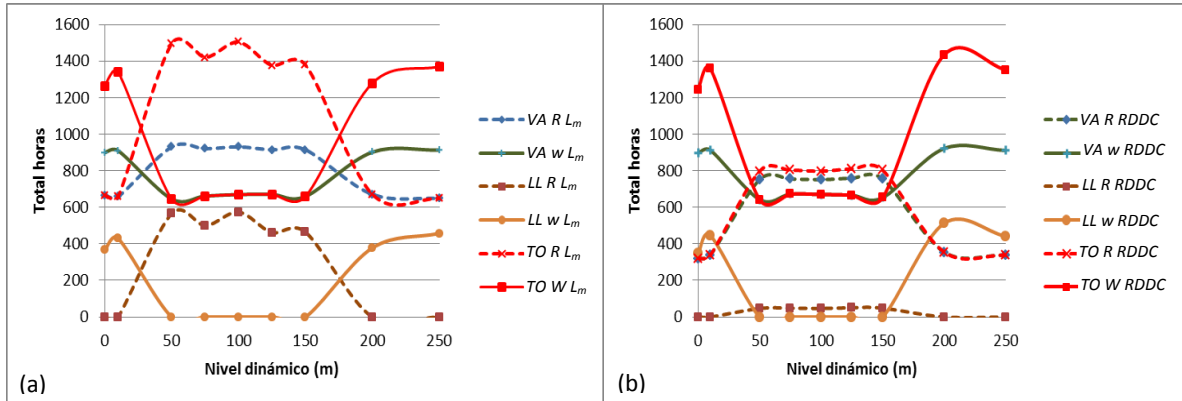 1600
1400
1200
1000
800
600
400
200
0
Total horas
0 50 100 150 200 250
Nivel dinámico (m)
(a)
VA R Lm
VA w Lm
LL R Lm
LL w Lm
TO R Lm
TO W Lm
1600
1400
1200
1000
800
600
400
200
0
Total horas
0 50 100 150 200 250
Nivel dinámico (m)
(b)
VA R RDDC
VA w RDDC
LL R RDDC
LL w RDDC
TO R RDDC
TO W RDDC